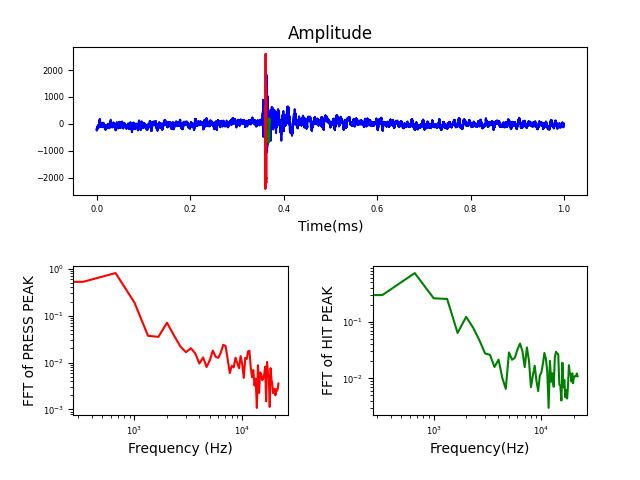 Amplitude
2000
1000
0
−1000
−2000
0.0 0.2 0.4 0.6 0.8 1.0
Time(ms)
FFT of PRESS PEAK
10⁰
10⁻¹
10⁻²
10⁻³
10³ 10⁴
Frequency (Hz)
FFT of HIT PEAK
10⁻¹
10⁻²
10³ 10⁴
Frequency(Hz)